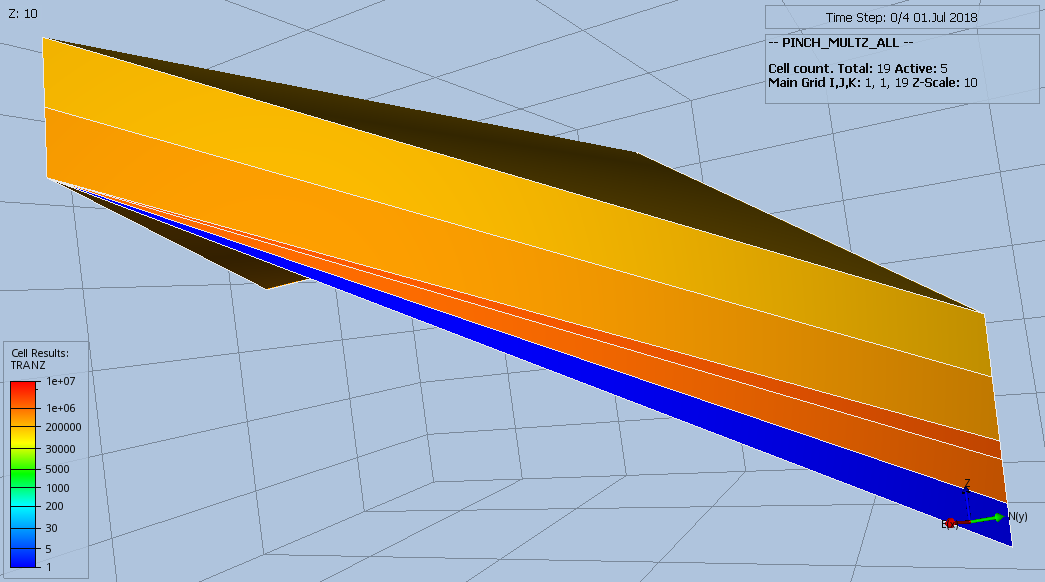 Z: 10
Time Step: 0/4 01.Jul 2018
-- PINCH_MULTZ_ALL --
Cell count. Total: 19 Active: 5
Main Grid I,J,K: 1, 1, 19 Z-Scale: 10
Cell Results:
TRANZ
1e+07
1e+06
200000
30000
5000
1000
200
30
5
1
Z
N(y)